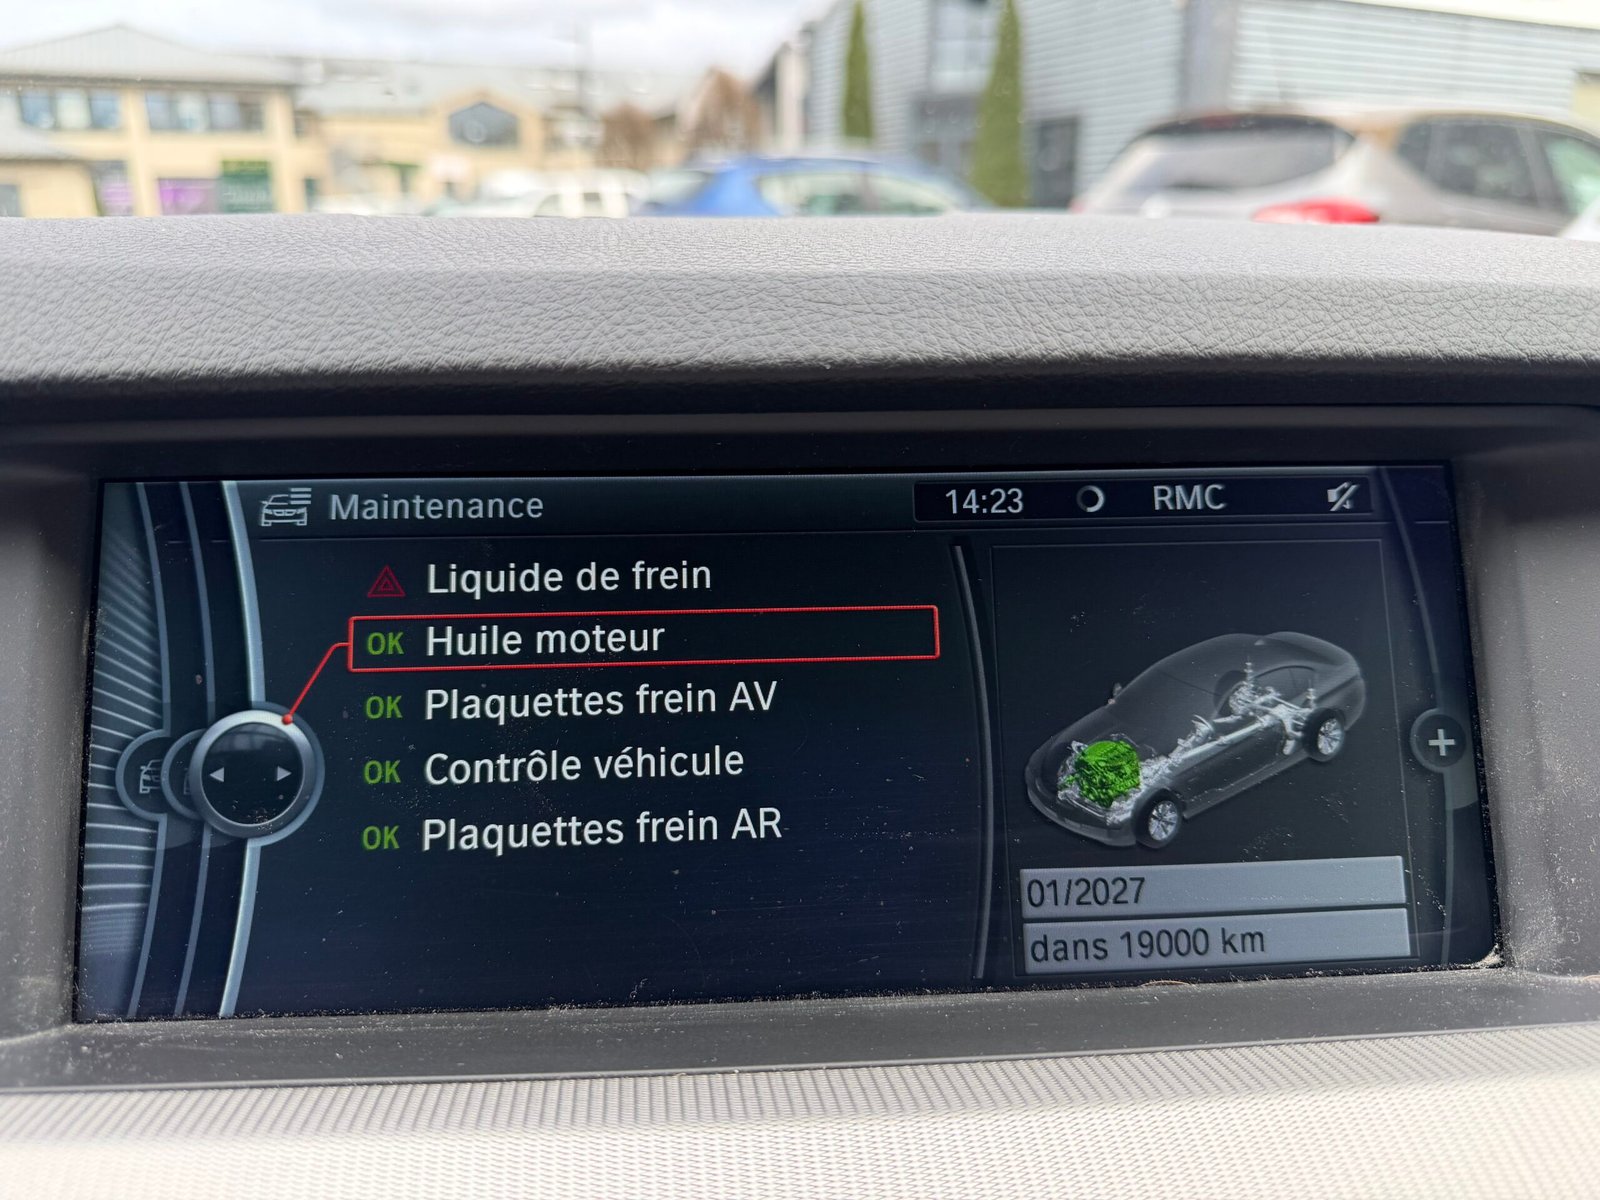 Maintenance
14:23
RMC
Liquide de frein
OK Huile moteur
OK Plaquettes frein AV
OK Contrôle véhicule
OK Plaquettes frein AR
+
01/2027
dans 19000 km